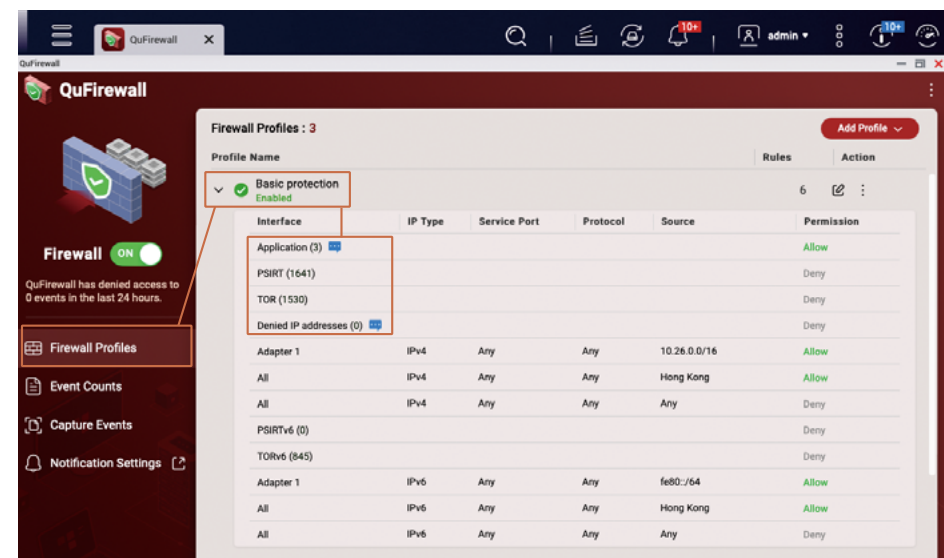 QuFirewall
10+
admin
10+
QuFirewall
QuFirewall
Firewall Profiles : 3
Add Profile
Profile Name Rules Action
Basic protection
Enabled
6
Interface IP Type Service Port Protocol Source Permission
Application (3) Allow
PSIRT (1641) Deny
TOR (1530) Deny
Denied IP addresses (0) Deny
Adapter 1 IPv4 Any Any 10.26.0.0/16 Allow
All IPv4 Any Any Hong Kong Allow
All IPv4 Any Any Any Deny
PSIRTv6 (0) Deny
TORv6 (845) Deny
Adapter 1 IPv6 Any Any fe80::/64 Allow
All IPv6 Any Any Hong Kong Allow
All IPv6 Any Any Any Deny
Firewall ON
QuFirewall has denied access to
0 events in the last 24 hours.
Firewall Profiles
Event Counts
Capture Events
Notification Settings